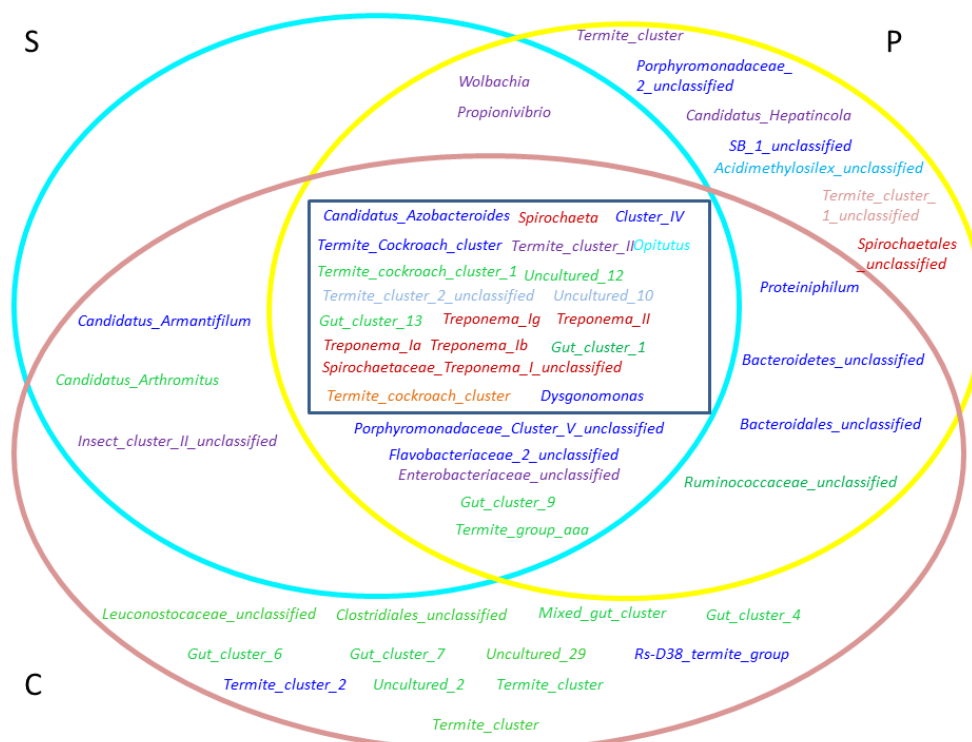 S
P
Termite_cluster
Porphyromonadaceae_
2_unclassified
Wolbachia
Propionivibrio
Candidatus_Hepatincola
SB_1_unclassified
Acidimethylosilex_unclassified
Termite_cluster_
1_unclassified
Spirochaetales
_unclassified
Candidatus_Azobacteroides Spirochaeta Cluster_IV
Termite_Cockroach_cluster Termite_cluster_II Opitutus
Termite_cockroach_cluster_1 Uncultured_12
Termite_cluster_2_unclassified Uncultured_10
Gut_cluster_13 Treponema_Ig Treponema_II
Treponema_Ia Treponema_Ib Gut_cluster_1
Spirochaetaceae_Treponema_I_unclassified
Termite_cockroach_cluster Dysgonomonas
Proteiniphilum
Candidatus_Armantifilum
Bacteroidetes_unclassified
Candidatus_Arthromitus
Bacteroidales_unclassified
Insect_cluster_II_unclassified
Porphyromonadaceae_Cluster_V_unclassified
Flavobacteriaceae_2_unclassified
Enterobacteriaceae_unclassified
Ruminococcaceae_unclassified
Gut_cluster_9
Termite_group_aaa
Leuconostocaceae_unclassified Clostridiales_unclassified Mixed_gut_cluster Gut_cluster_4
Gut_cluster_6 Gut_cluster_7 Uncultured_29 Rs-D38_termite_group
C
Termite_cluster_2 Uncultured_2 Termite_cluster
Termite_cluster